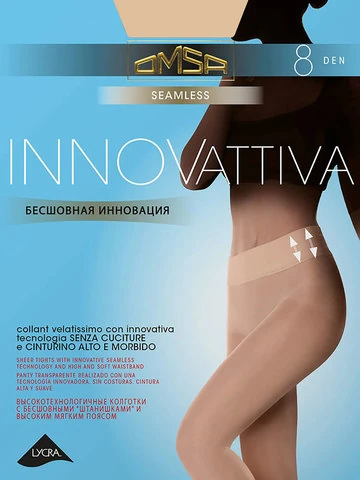 OMSA
8 DEN
SEAMLESS
INNOVATTIVA
БЕСШОВНАЯ ИННОВАЦИЯ
collant velatissimo con innovativa
tecnologia SENZA CUCITURE
e CINTURINO ALTO E MORBIDO
SHEER TIGHTS WITH INNOVATIVE SEAMLESS
TECHNOLOGY AND HIGH AND SOFT WAISTBAND
PANTY TRANSPARENTE REALIZADO CON UNA
TECNOLOGÍA INNOVADORA, SIN COSTURAS, CINTURA
ALTA Y SUAVE.
ВЫСОКОТЕХНОЛОГИЧНЫЕ КОЛГОТКИ
С БЕСШОВНЫМИ "ШТАНИШКАМИ" И
ВЫСОКИМ МЯГКИМ ПОЯСОМ
LYCRA